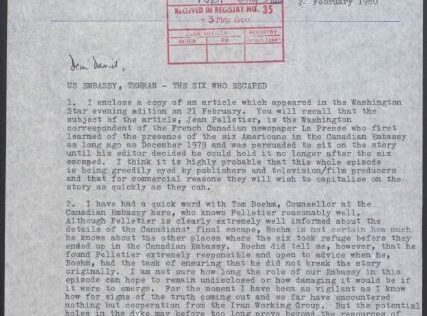 2 February 1980
RECEIVED IN REGISTRY NO. 35
- 3 MAR 1980
REGISTRY
INDEX PA
Dear David,
US EMBASSY, TEHRAN - THE SIX WHO ESCAPED
1. I enclose a copy of an article which appeared in the Washington
Star evening edition on 21 February. You will recall that the
subject of the article, Jean Pelletier, is the Washington
correspondent of the French Canadian newspaper La Presse who first
learned of the presence of the six Americans in the Canadian Embassy
as long ago as December 1979 and was persuaded to sit on the story
until his editor decided he could hold it no longer after the six
escaped. I think it is highly probable that this whole episode
is being greedily eyed by publishers and television/film producers
and that for commercial reasons they will wish to capitalise on the
story as quickly as they can.
2. I have had a quick word with Tom Boehm, Counsellor at the
Canadian Embassy here, who knows Pelletier reasonably well.
Although Pelletier is clearly extremely well informed about the
details of the Canadians' final escape, Boehm is not certain how much
he knows about the other places where the six took refuge before they
ended up in the Canadian Embassy. Boehm did tell me, however, that he
found Pelletier extremely responsible and open to advice when he,
Boehm, had the task of ensuring that he did not break the story
originally. I am not sure how long the role of our Embassy in this
episode can hope to remain undisclosed or how damaging it would be if
it were to emerge. For the moment I have been as vigilant as I know
how for signs of the truth coming out and so far have encountered
nothing but cooperation from the Iran Working Group. But the potential
holes in the dyke may before too long prove beyond the resources of